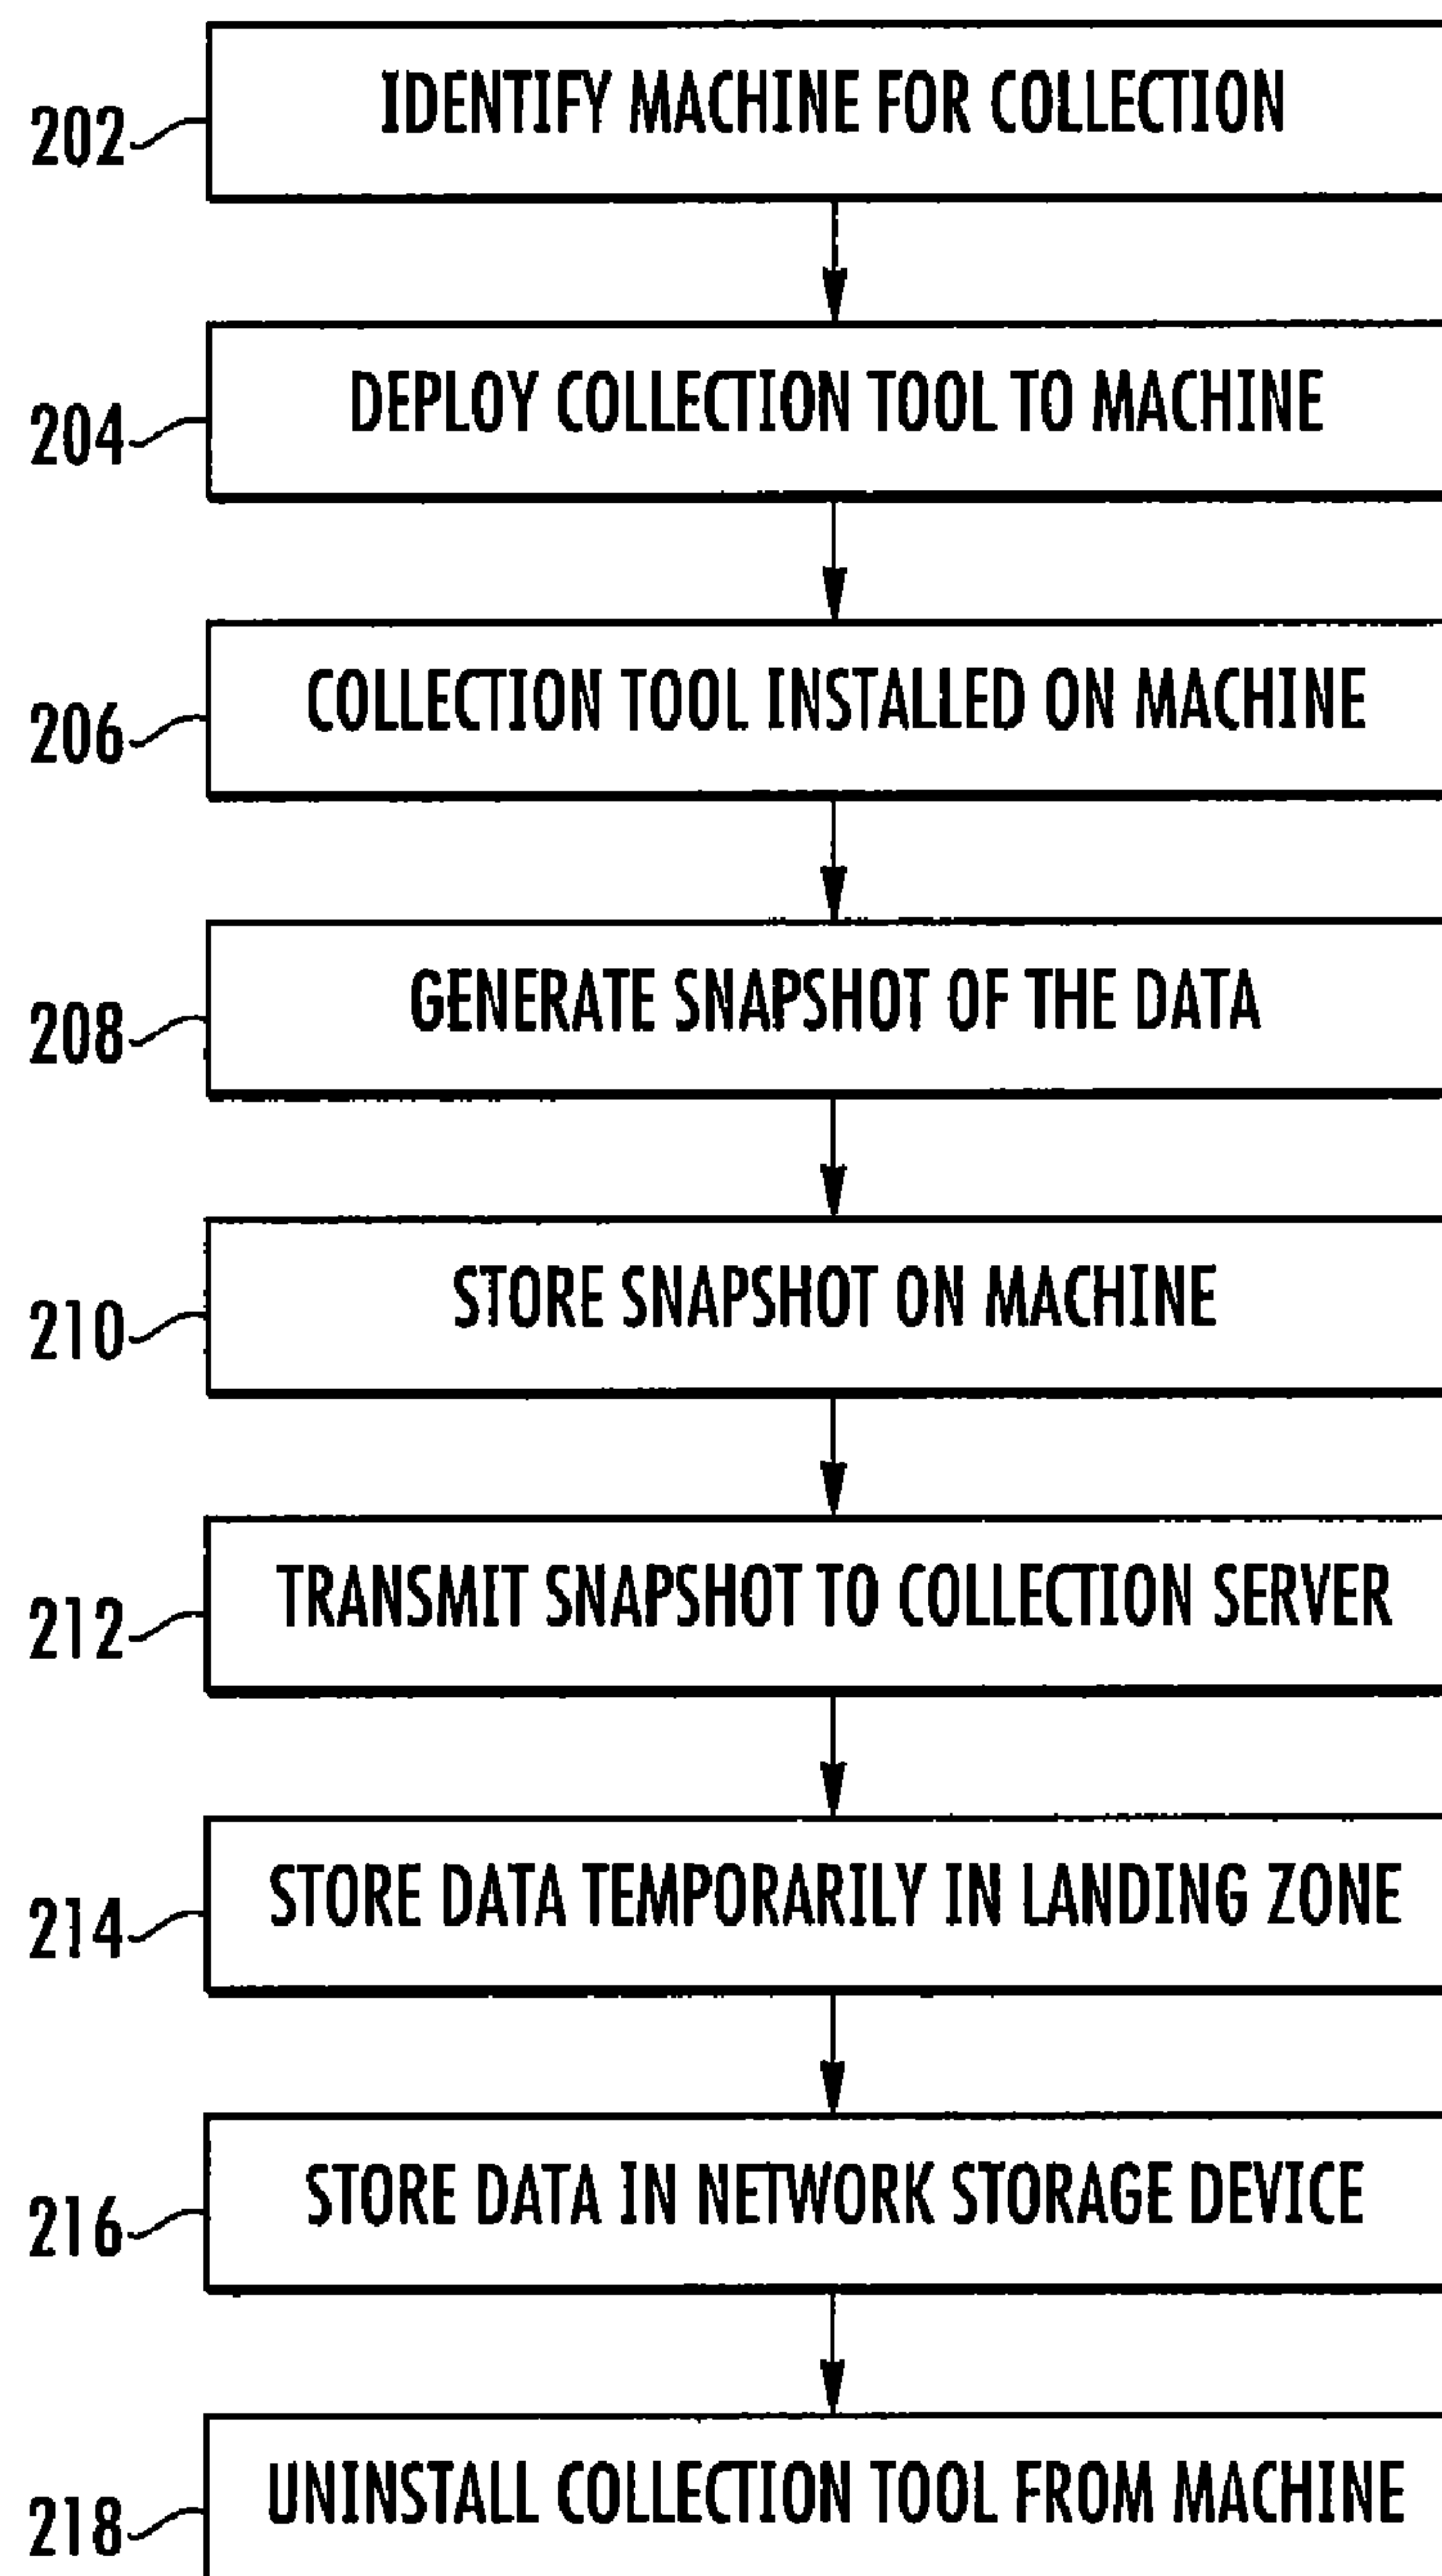 202 IDENTIFY MACHINE FOR COLLECTION
204 DEPLOY COLLECTION TOOL TO MACHINE
206 COLLECTION TOOL INSTALLED ON MACHINE
208 GENERATE SNAPSHOT OF THE DATA
210 STORE SNAPSHOT ON MACHINE
212 TRANSMIT SNAPSHOT TO COLLECTION SERVER
214 STORE DATA TEMPORARILY IN LANDING ZONE
216 STORE DATA IN NETWORK STORAGE DEVICE
218 UNINSTALL COLLECTION TOOL FROM MACHINE